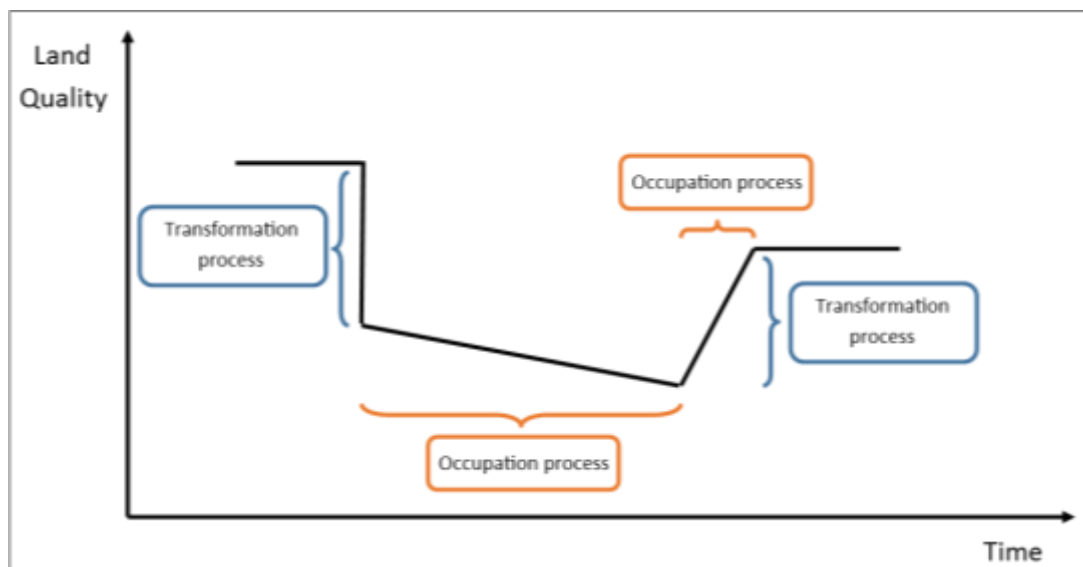 Land
Quality
Occupation process
Transformation
process
Transformation
process
Occupation process
Time